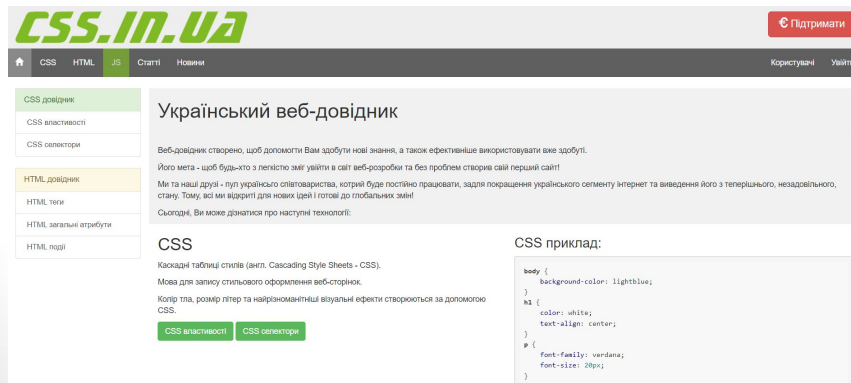 css.in.ua
€ Підтримати
CSS HTML JS Статті Новини Користувачі Увійти
CSS довідник
CSS властивості
CSS селектори
HTML довідник
HTML теги
HTML загальні атрибути
HTML події
Український веб-довідник
Веб-довідник створено, щоб допомогти Вам здобути нові знання, а також ефективніше використовувати вже здобуті.
Його мета - щоб будь-хто з легкістю зміг увійти в світ веб-розробки та без проблем створив свій перший сайт!
Ми та наші друзі - пул українсьго співтовариства, котрий буде постійно працювати, задля покращення українського сегменту інтернет та виведення його з теперішнього, незадовільного,
стану. Тому, всі ми відкриті для нових ідей і готові до глобальних змін!
Сьогодні, Ви може дізнатися про наступні технології:
CSS
Каскадні таблиці стилів (англ. Cascading Style Sheets - CSS).
Мова для запису стильового оформлення веб-сторінок.
Колір тла, розмір літер та найрізноманітніші візуальні ефекти створюються за допомогою
CSS.
CSS властивості CSS селектори
CSS приклад:
body {
background-color: lightblue;
}
h1 {
color: white;
text-align: center;
}
p {
font-family: verdana;
font-size: 20px;
}